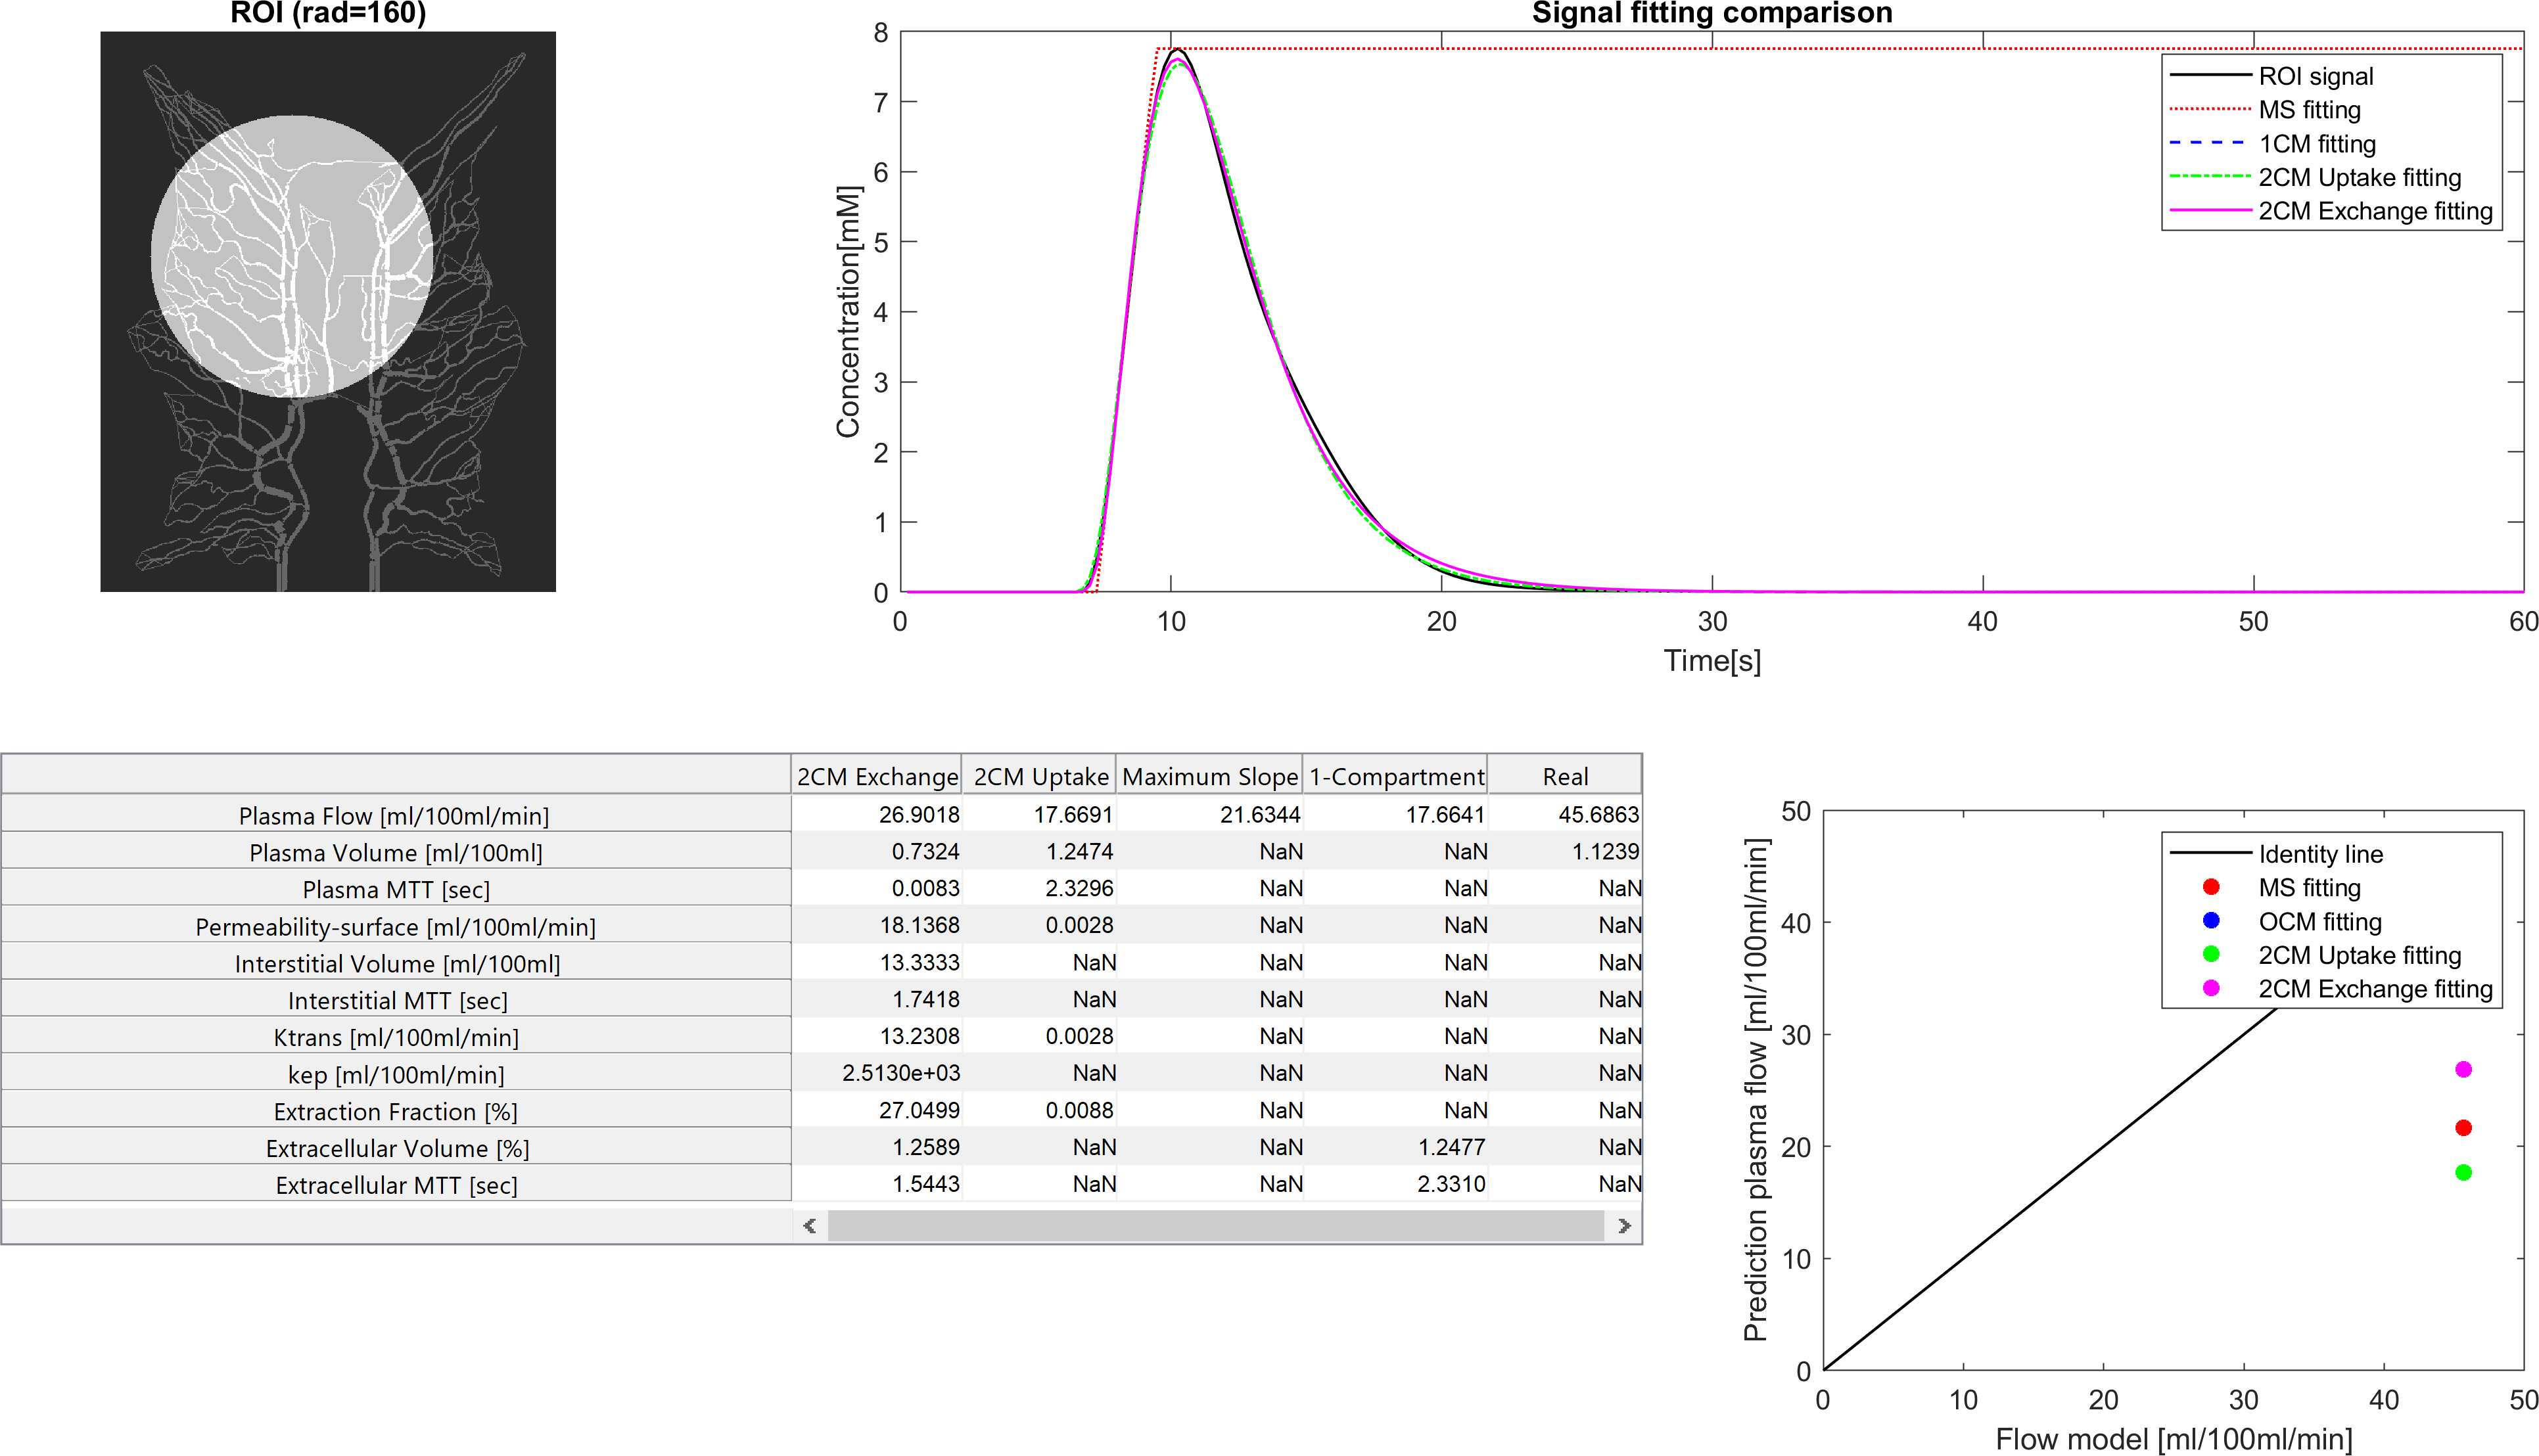 ROI (rad=160)
Signal fitting comparison
8
7
6
5
4
3
2
1
0
Concentration[mM]
0 10 20 30 40 50 60
Time[s]
ROI signal
MS fitting
1CM fitting
2CM Uptake fitting
2CM Exchange fitting
2CM Exchange 2CM Uptake Maximum Slope 1-Compartment Real
Plasma Flow [ml/100ml/min] 26.9018 17.6691 21.6344 17.6641 45.6863
Plasma Volume [ml/100ml] 0.7324 1.2474 NaN NaN 1.1239
Plasma MTT [sec] 0.0083 2.3296 NaN NaN NaN
Permeability-surface [ml/100ml/min] 18.1368 0.0028 NaN NaN NaN
Interstitial Volume [ml/100ml] 13.3333 NaN NaN NaN NaN
Interstitial MTT [sec] 1.7418 NaN NaN NaN NaN
Ktrans [ml/100ml/min] 13.2308 0.0028 NaN NaN NaN
kep [ml/100ml/min] 2.5130e+03 NaN NaN NaN NaN
Extraction Fraction [%] 27.0499 0.0088 NaN NaN NaN
Extracellular Volume [%] 1.2589 NaN NaN 1.2477 NaN
Extracellular MTT [sec] 1.5443 NaN NaN 2.3310 NaN
50
40
30
20
10
0
Prediction plasma flow [ml/100ml/min]
Identity line
MS fitting
OCM fitting
2CM Uptake fitting
2CM Exchange fitting
0 10 20 30 40 50
Flow model [ml/100ml/min]